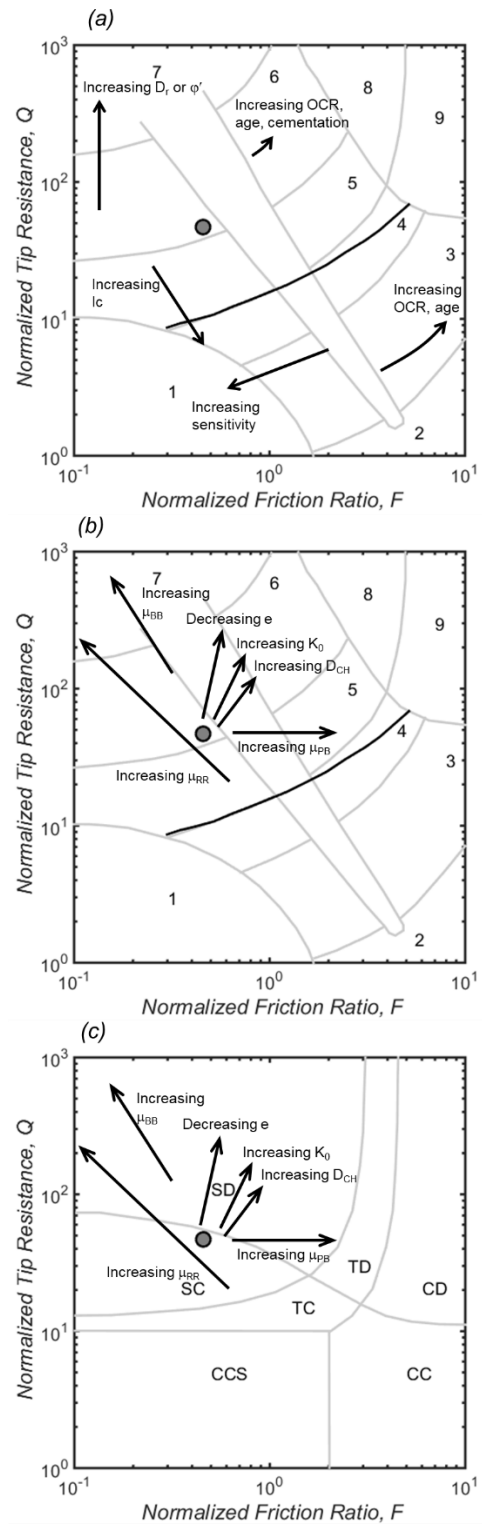 (a)
10³
7
6
8
9
Increasing Dᵣ or φ'
Increasing OCR,
age, cementation
10²
5
4
3
Increasing
Ic
Increasing
OCR, age
10¹
1
Increasing
sensitivity
2
10⁰
10⁻¹
10⁰
10¹
Normalized Tip Resistance, Q
Normalized Friction Ratio, F
(b)
10³
7
6
8
9
Increasing
μBB
Decreasing e
Increasing K₀
Increasing DCH
10²
5
4
3
Increasing μPB
Increasing μRR
10¹
1
2
10⁰
10⁻¹
10⁰
10¹
Normalized Tip Resistance, Q
Normalized Friction Ratio, F
(c)
10³
Increasing
μBB
Decreasing e
Increasing K₀
SD
Increasing DCH
10²
Increasing μPB
Increasing μRR
TD
SC
TC
CD
10¹
CCS
CC
10⁰
10⁻¹
10⁰
10¹
Normalized Tip Resistance, Q
Normalized Friction Ratio, F